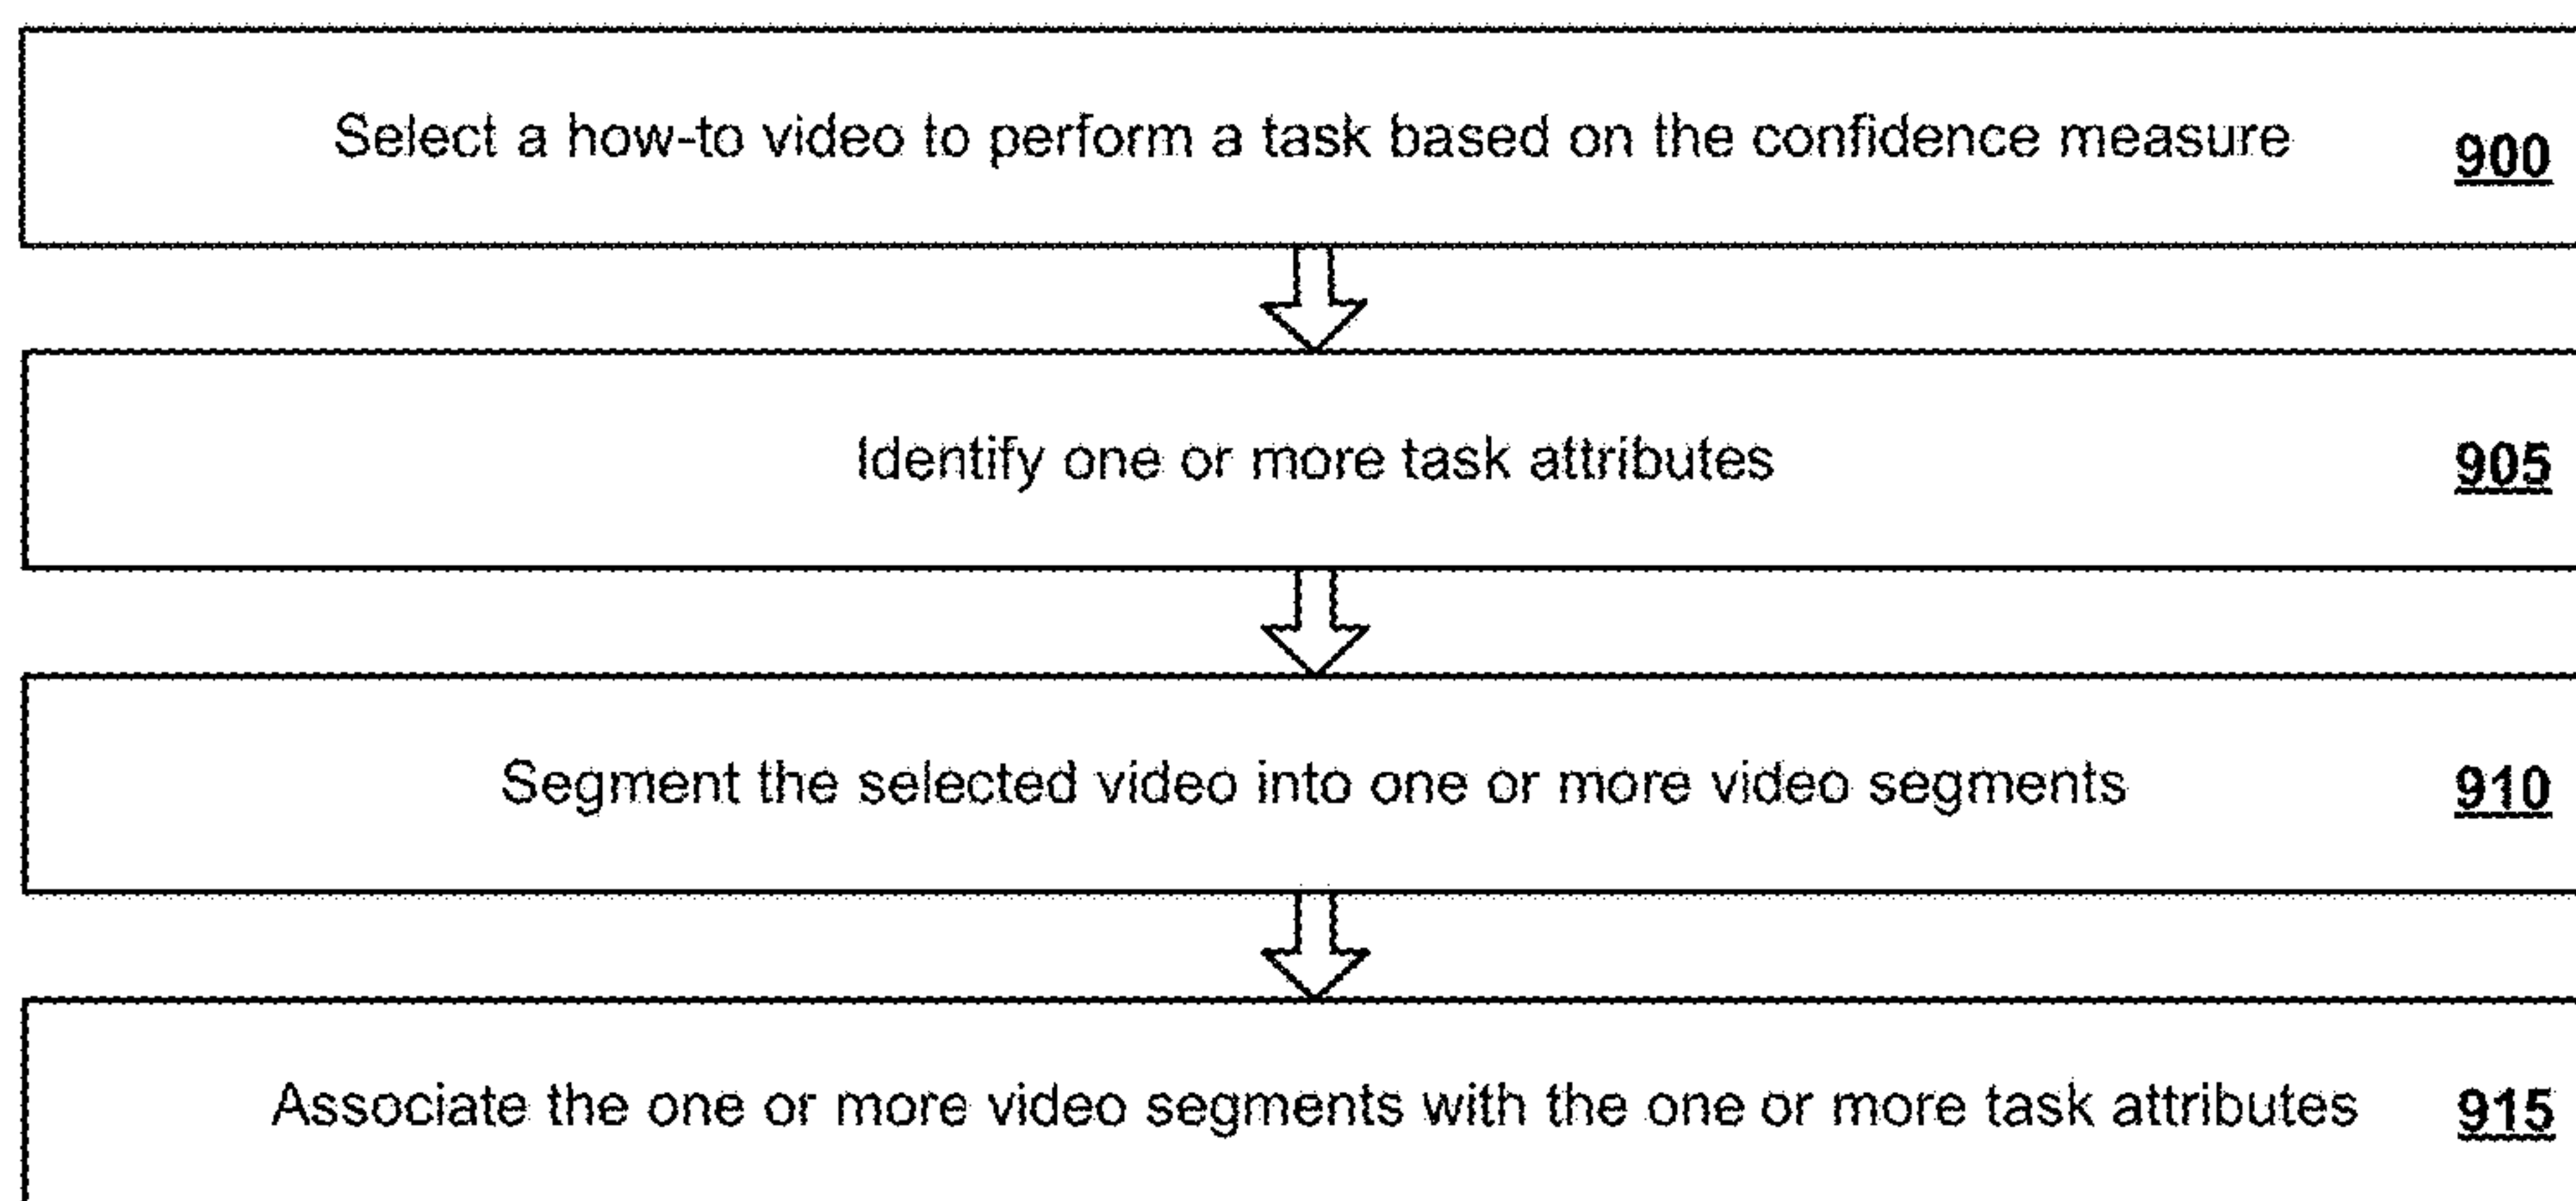 Select a how-to video to perform a task based on the confidence measure 900
Identify one or more task attributes 905
Segment the selected video into one or more video segments 910
Associate the one or more video segments with the one or more task attributes 915